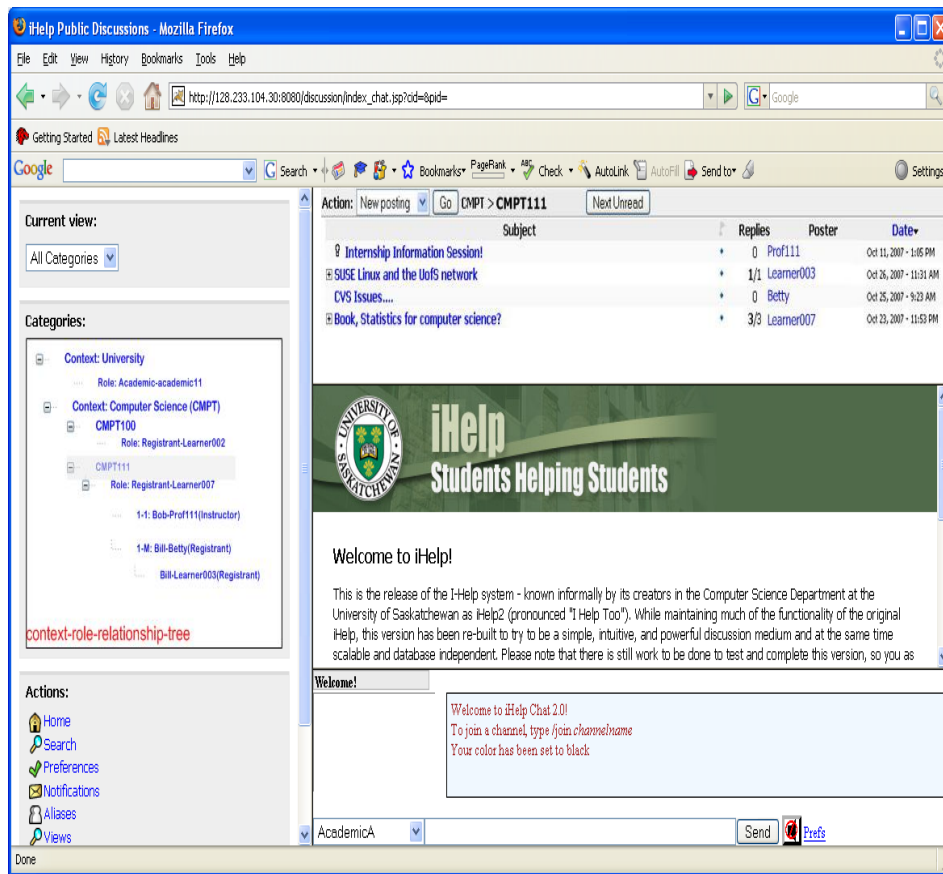 iHelp Public Discussions - Mozilla Firefox
File Edit View History Bookmarks Tools Help
http://128.233.104.30:8080/discussion/index_chat.jsp?cid=8&pid=
Google
Getting Started Latest Headlines
Google Search Bookmarks PageRank Check AutoLink AutoFill Send to Settings
Current view:
All Categories
Categories:
Context: University
Role: Academic-academic11
Context: Computer Science (CMPT)
CMPT100
Role: Registrant-Learner002
CMPT111
Role: Registrant-Learner007
1-1: Bob-Prof111(Instructor)
1-M: Bill-Betty(Registrant)
Bill-Learner003(Registrant)
context-role-relationship-tree
Actions:
Home
Search
Preferences
Notifications
Aliases
Views
Action: New posting Go CMPT > CMPT111 Next Unread
Subject Replies Poster Date
Internship Information Session! 0 Prof111 Oct 11, 2007 - 1:05 PM
SUSE Linux and the UofS network 1/1 Learner003 Oct 26, 2007 - 11:31 AM
CVS Issues.... 0 Betty Oct 25, 2007 - 9:23 AM
Book, Statistics for computer science? 3/3 Learner007 Oct 23, 2007 - 11:53 PM
UNIVERSITY OF SASKATCHEWAN
iHelp
Students Helping Students
Welcome to iHelp!
This is the release of the I-Help system - known informally by its creators in the Computer Science Department at the
University of Saskatchewan as iHelp2 (pronounced "I Help Too"). While maintaining much of the functionality of the original
iHelp, this version has been re-built to try to be a simple, intuitive, and powerful discussion medium and at the same time
scalable and database independent. Please note that there is still work to be done to test and complete this version, so you as
Welcome!
Welcome to iHelp Chat 2.0!
To join a channel, type /join channelname
Your color has been set to black
AcademicA Send Prefs
Done